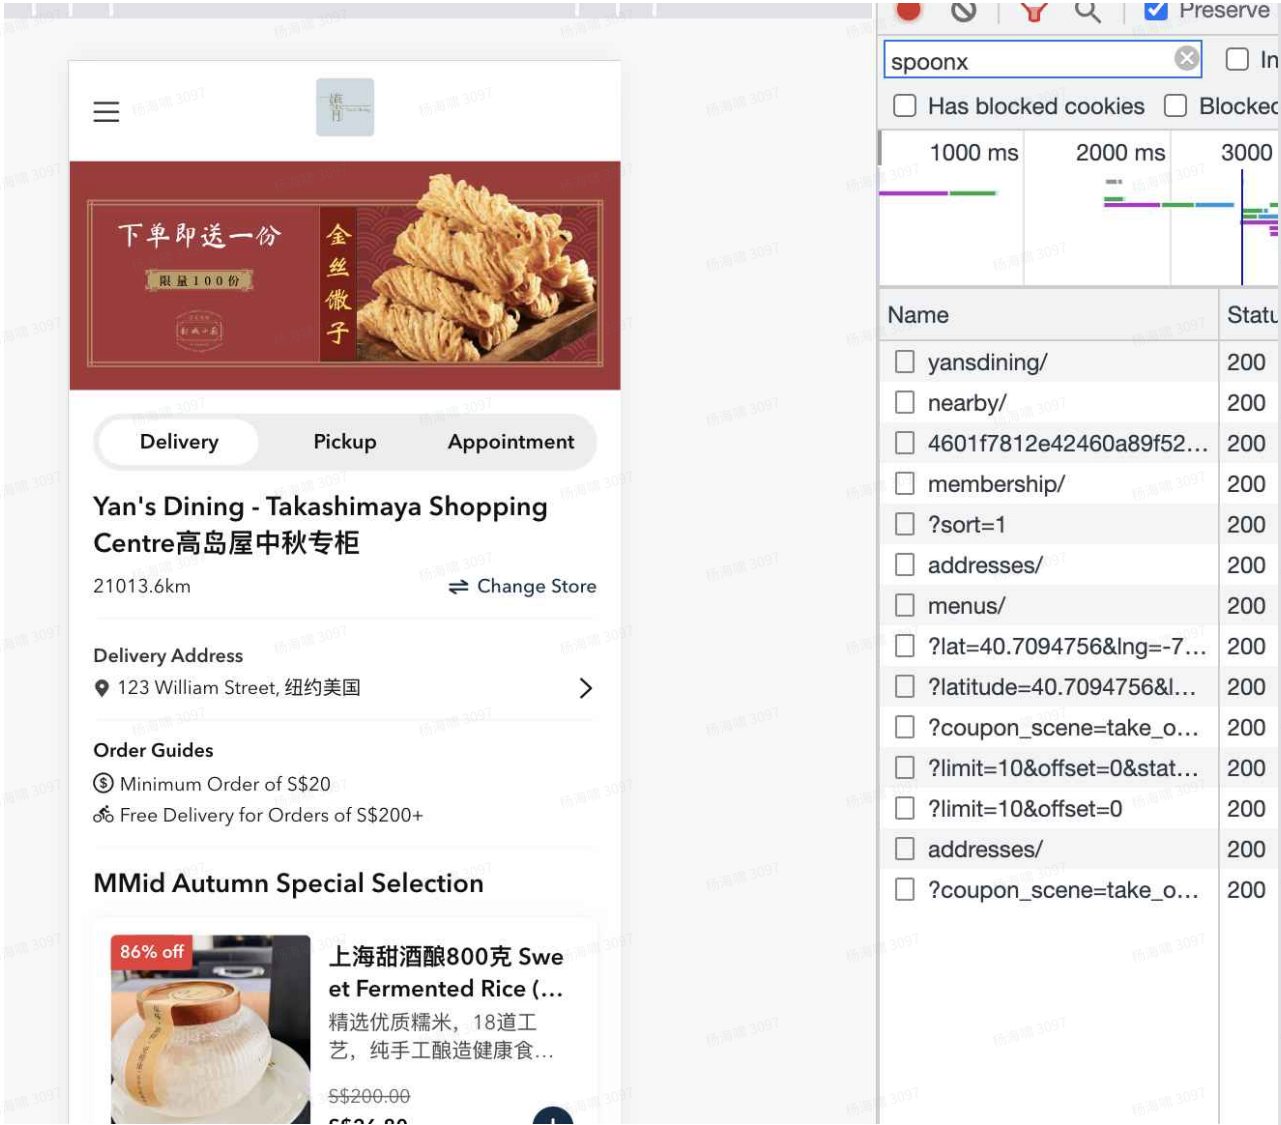 下单即送一份
限量100份
金丝馓子
Delivery
Pickup
Appointment
Yan's Dining - Takashimaya Shopping
Centre高岛屋中秋专柜
21013.6km
Change Store
Delivery Address
123 William Street, 纽约美国
Order Guides
Minimum Order of S$20
Free Delivery for Orders of S$200+
MMid Autumn Special Selection
86% off
上海甜酒酿800克 Swe
et Fermented Rice (...
精选优质糯米，18道工
艺，纯手工酿造健康食...
S$200.00
Preserve
spoonx
In
Has blocked cookies
Blocked
1000 ms
2000 ms
3000
Name
Statu
yansdining/
200
nearby/
200
4601f7812e42460a89f52...
200
membership/
200
?sort=1
200
addresses/
200
menus/
200
?lat=40.7094756&lng=-7...
200
?latitude=40.7094756&l...
200
?coupon_scene=take_o...
200
?limit=10&offset=0&stat...
200
?limit=10&offset=0
200
addresses/
200
?coupon_scene=take_o...
200
杨海啸 3097